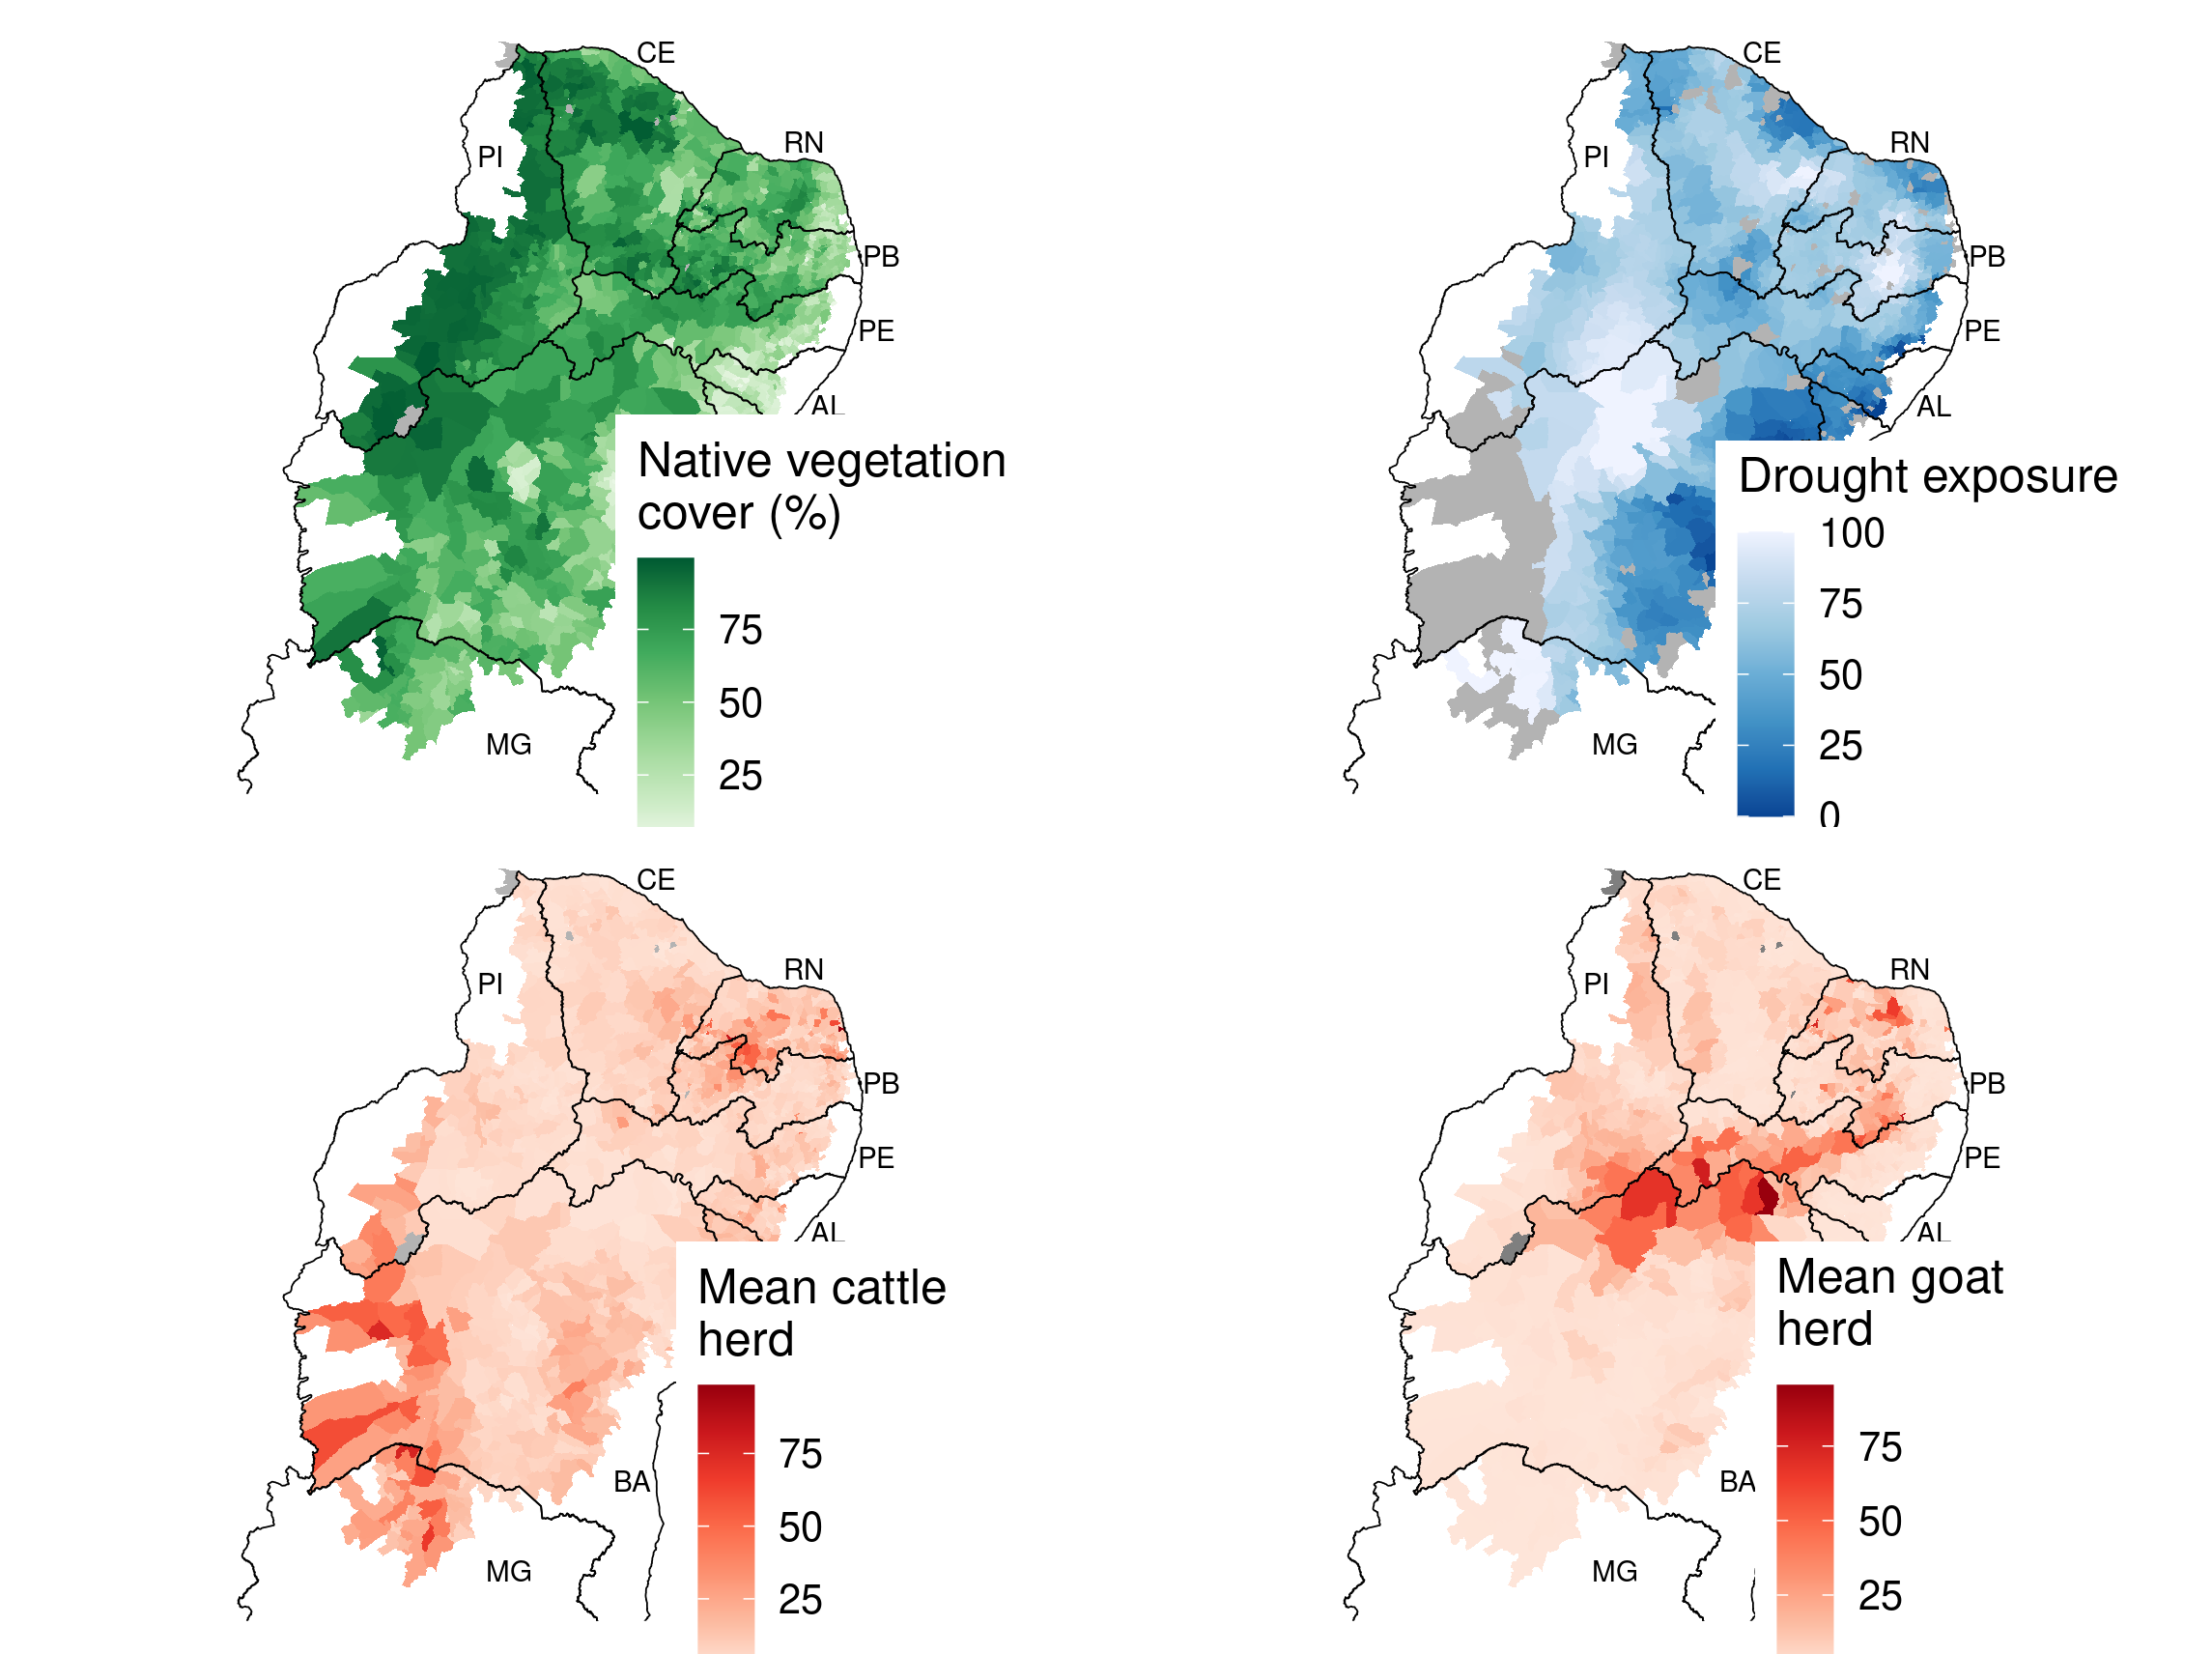 CE
RN
PI
PB
PE
AL
Native vegetation
cover (%)
75
50
25
MG
CE
RN
PI
PB
PE
AL
Drought exposure
100
75
50
25
0
MG
CE
RN
PI
PB
PE
AL
Mean cattle
herd
75
50
25
BA
MG
CE
RN
PI
PB
PE
AL
Mean goat
herd
75
50
25
BA
MG